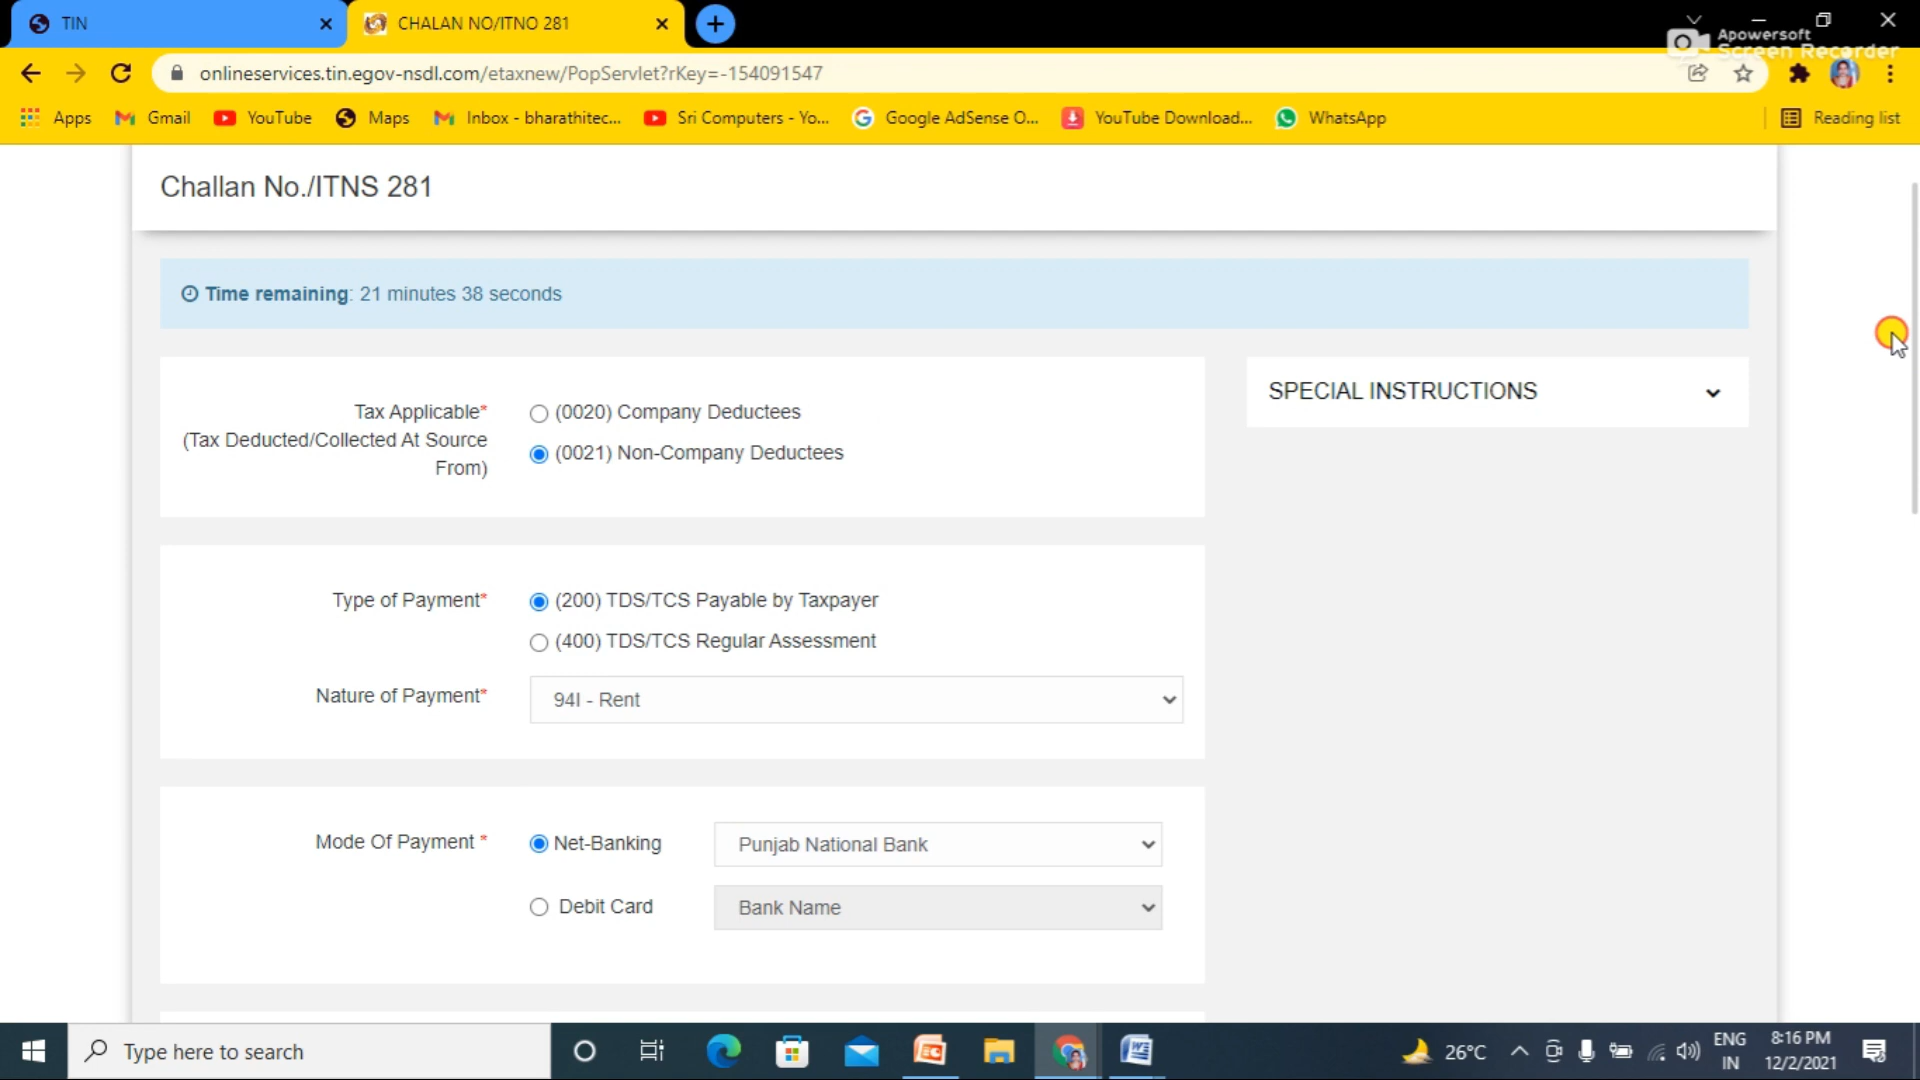 TIN
CHALAN NO/ITNO 281
Apowersoft
Screen Recorder
onlineservices.tin.egov-nsdl.com/etaxnew/PopServlet?rKey=-154091547
Apps
Gmail
YouTube
Maps
Inbox - bharathitec...
Sri Computers - Yo...
Google AdSense O...
YouTube Download...
WhatsApp
Reading list
Challan No./ITNS 281
Time remaining: 21 minutes 38 seconds
Tax Applicable*
(Tax Deducted/Collected At Source
From)
(0020) Company Deductees
(0021) Non-Company Deductees
SPECIAL INSTRUCTIONS
Type of Payment*
(200) TDS/TCS Payable by Taxpayer
(400) TDS/TCS Regular Assessment
Nature of Payment*
94I - Rent
Mode Of Payment *
Net-Banking
Punjab National Bank
Debit Card
Bank Name
Type here to search
26°C
ENG
IN
8:16 PM
12/2/2021